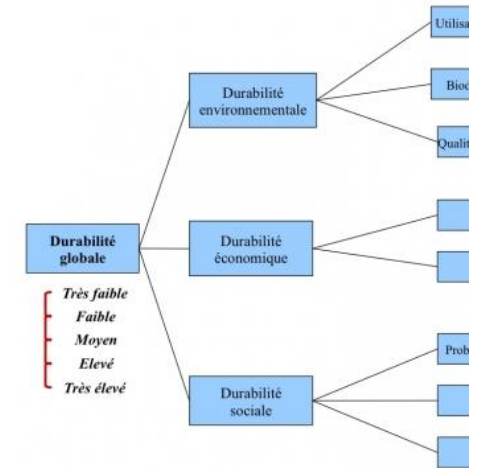 Durabilité
environnementale
Durabilité
globale
Très faible
Faible
Moyen
Elevé
Très élevé
Durabilité
économique
Durabilité
sociale